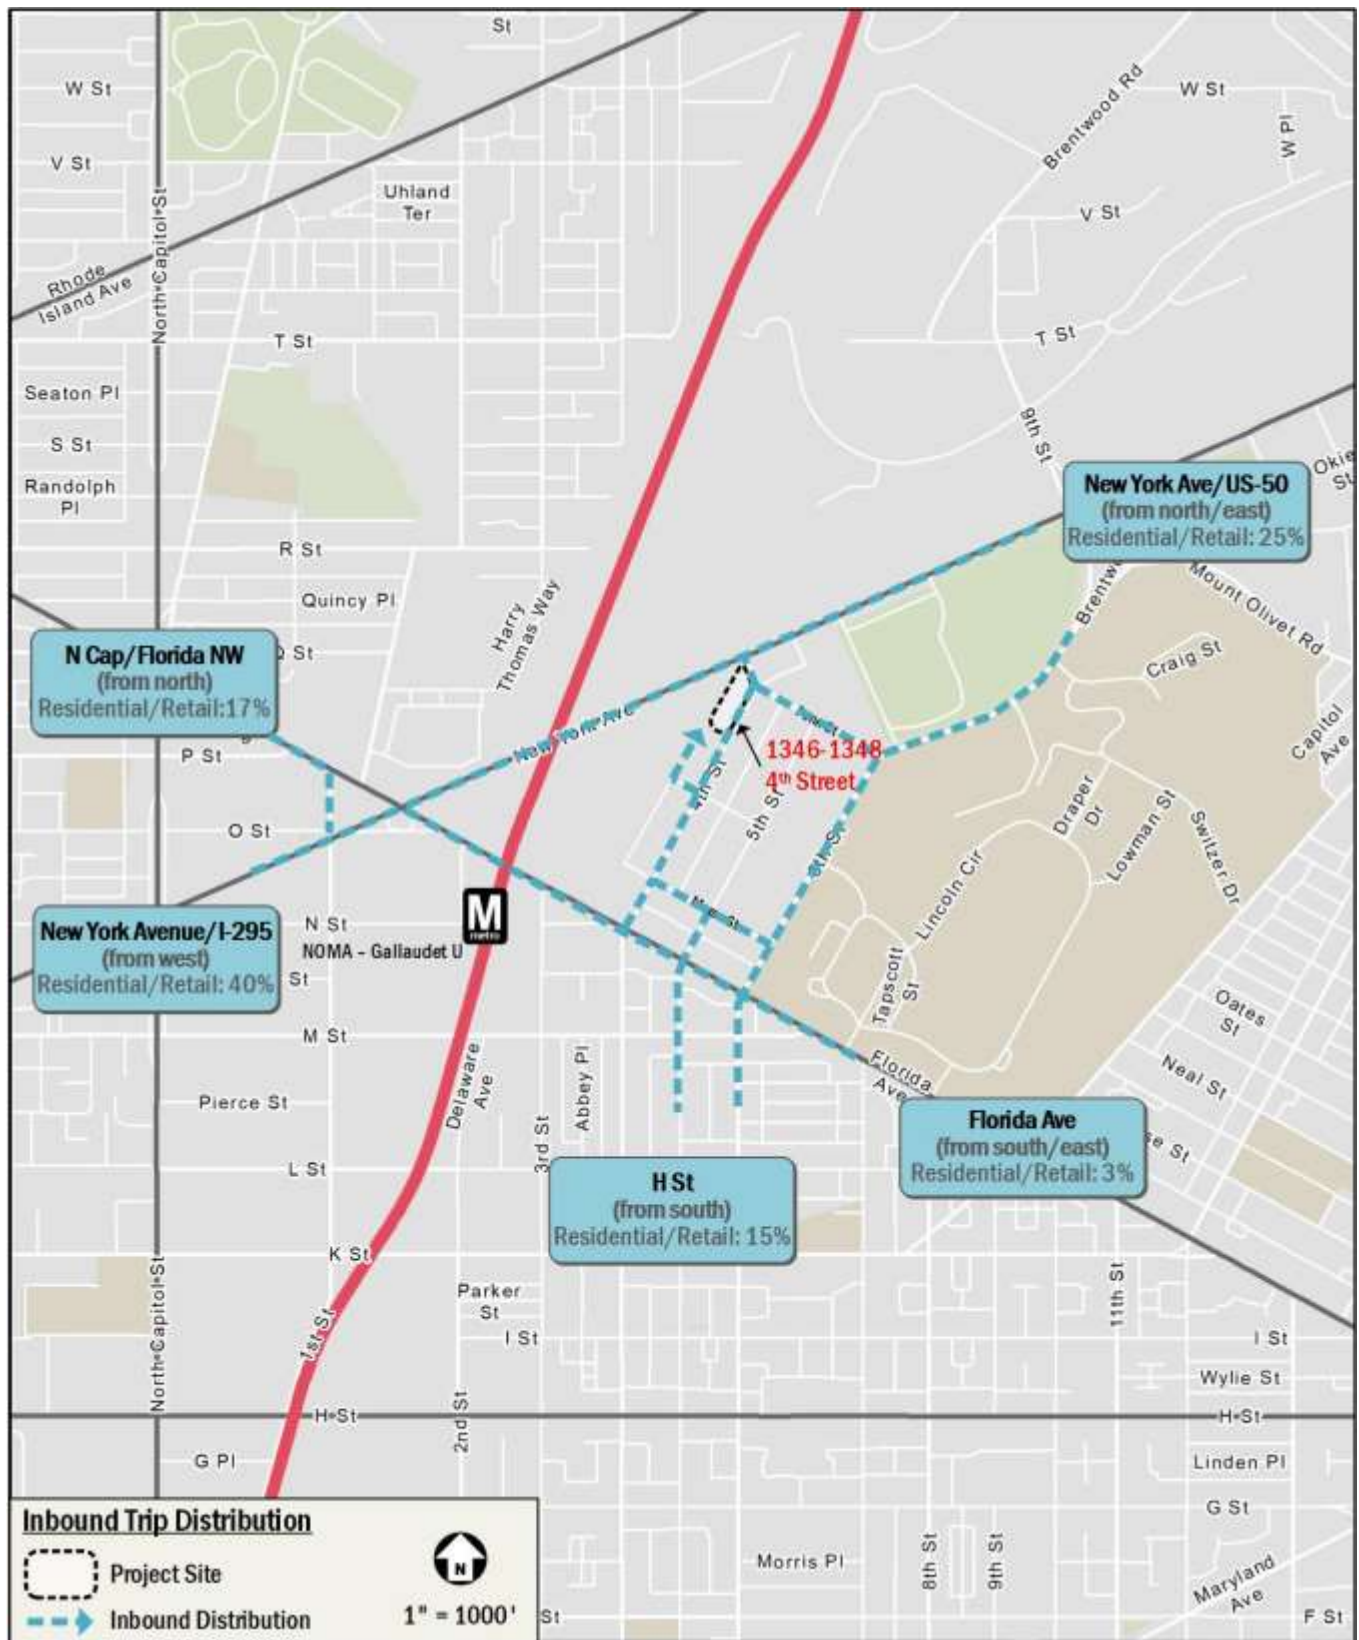 St
W St
W St
Brentwood Rd
W Pl
V St
Uhland
Ter
V St
North Capitol St
Rhode
Island Ave
T St
T St
Seaton Pl
9th St
S St
Okie
St
Randolph
Pl
New York Ave/US-50
(from north/east)
Residential/Retail: 25%
R St
Quincy Pl
Harry
Thomas Way
Mount Olivet Rd
N Cap/Florida NW
(from north)
Residential/Retail:17%
St
Craig St
Capitol
Ave
New York Ave
P St
1346-1348
4th Street
4th St
5th St
6th St
O St
Draper
Dr
Lowman St
Switzer Dr
Lincoln Cir
New York Avenue/I-295
(from west)
Residential/Retail: 40%
N St
M
metro
NOMA - Gallaudet U
St
Tapscott
St
Oates
St
M St
Delaware
Ave
Abbey Pl
Florida
Ave
Neal St
Pierce St
3rd St
Florida Ave
(from south/east)
Residential/Retail: 3%
se St
L St
H St
(from south)
Residential/Retail: 15%
K St
North Capitol St
Parker
St
11th St
1st St
I St
I St
Wylie St
2nd St
H St
H St
G Pl
Linden Pl
G St
Inbound Trip Distribution
Project Site
N
Inbound Distribution
1" = 1000'
St
Morris Pl
8th St
9th St
Maryland
Ave
F St